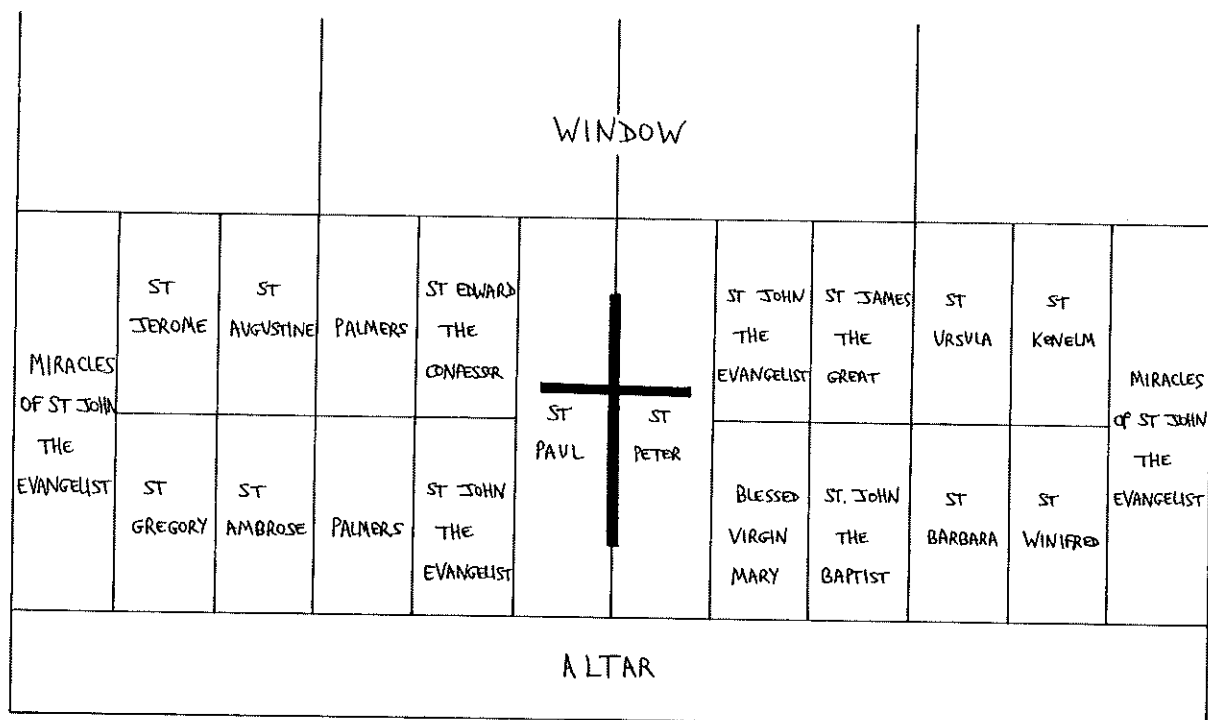 WINDOW
MIRACLES
OF ST JOHN
THE
EVANGELIST
ST
JEROME
ST
AUGUSTINE
PALMERS
ST EDWARD
THE
CONFESSOR
ST
PAUL
ST
PETER
ST JOHN
THE
EVANGELIST
ST JAMES
THE
GREAT
ST
URSULA
ST
KENELM
MIRACLES
OF ST JOHN
THE
EVANGELIST
ST
GREGORY
ST
AMBROSE
PALMERS
ST JOHN
THE
EVANGELIST
BLESSED
VIRGIN
MARY
ST. JOHN
THE
BAPTIST
ST
BARBARA
ST
WINIFRED
ALTAR